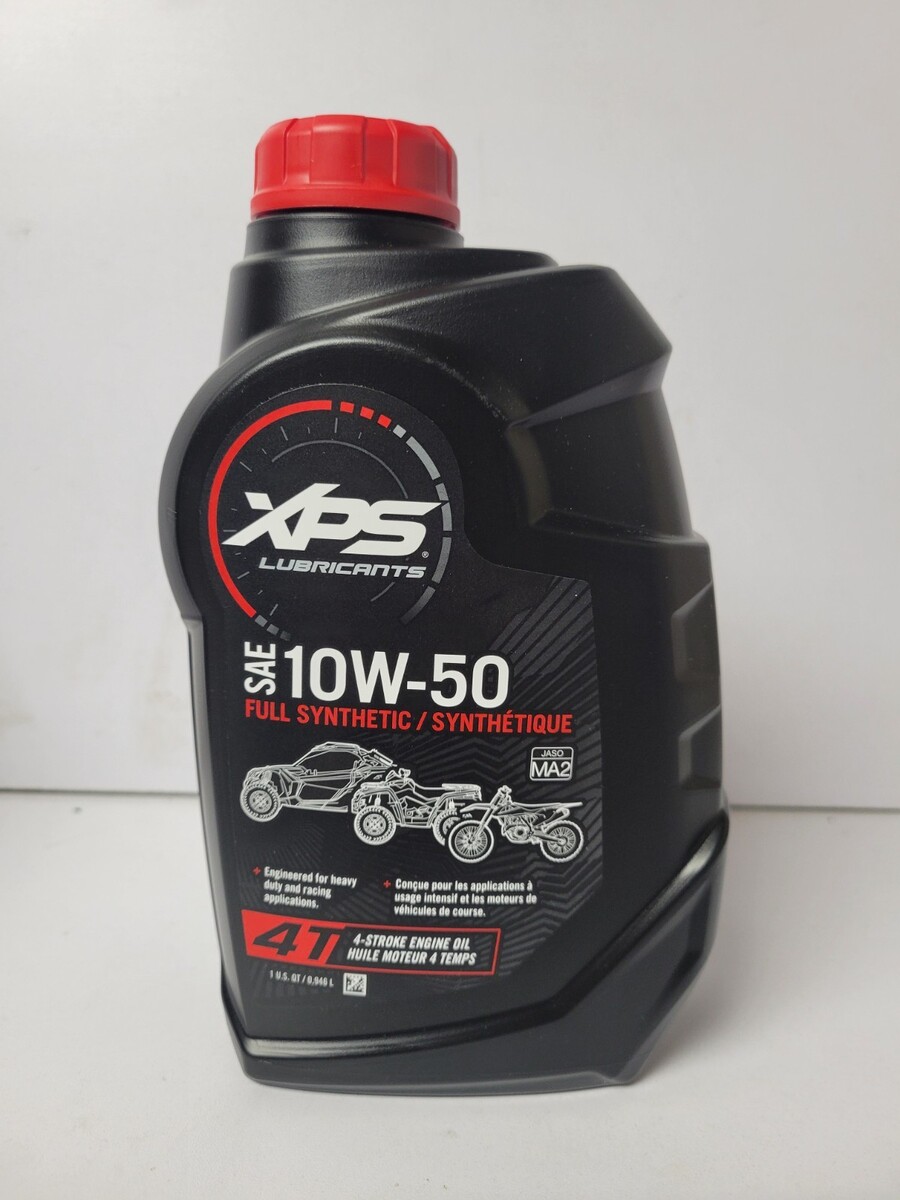 XPS
LUBRICANTS®
SAE 10W-50
FULL SYNTHETIC / SYNTHÉTIQUE
JASO
MA2
+ Engineered for heavy
duty and racing
applications.
+ Conçue pour les applications à
usage intensif et les moteurs de
véhicules de course.
4T
4-STROKE ENGINE OIL
HUILE MOTEUR 4 TEMPS
1 U.S. QT / 0,946 L